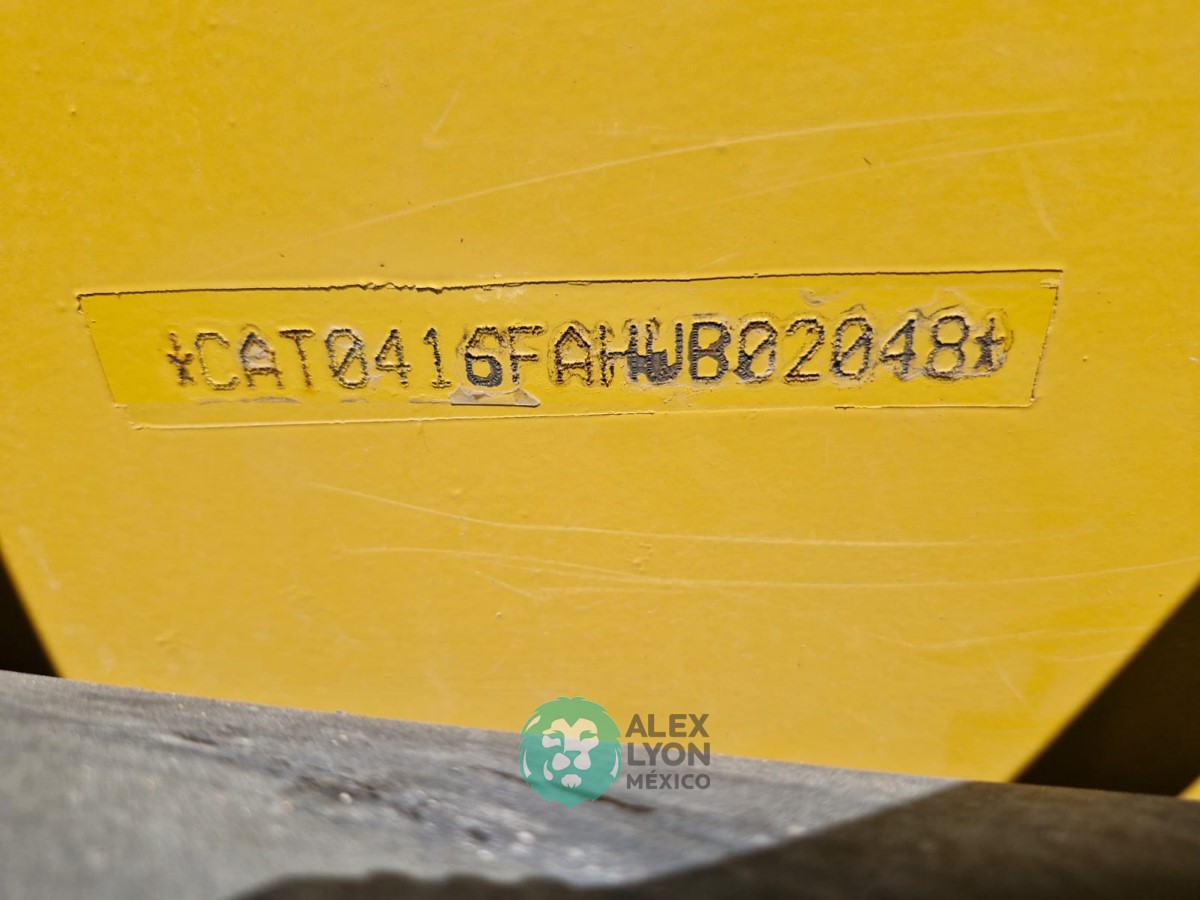 *CAT0416FAHWB02048*
ALEX
LYON
MÉXICO